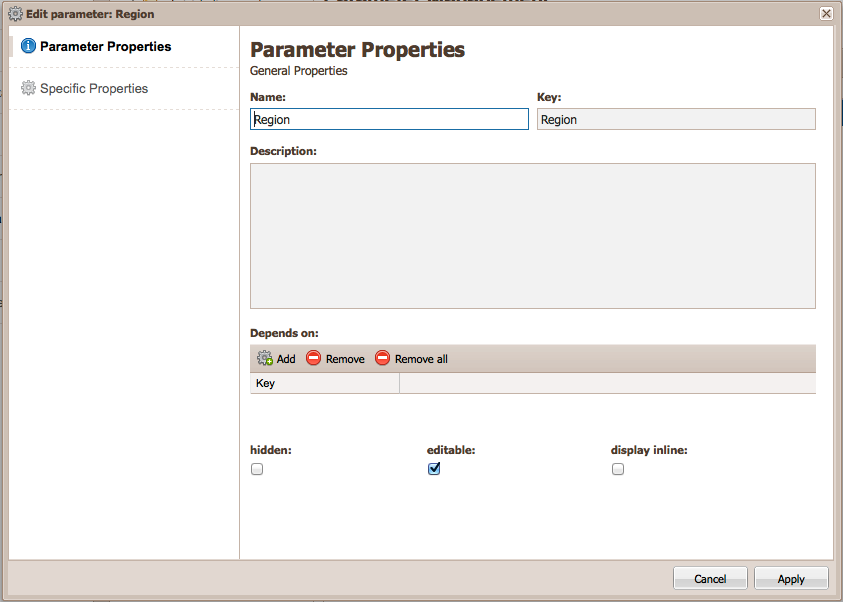 Edit parameter: Region
Parameter Properties
Specific Properties
Parameter Properties
General Properties
Name: Key:
Region Region
Description:
Depends on:
Add Remove Remove all
Key
hidden: editable: display inline:
Cancel Apply